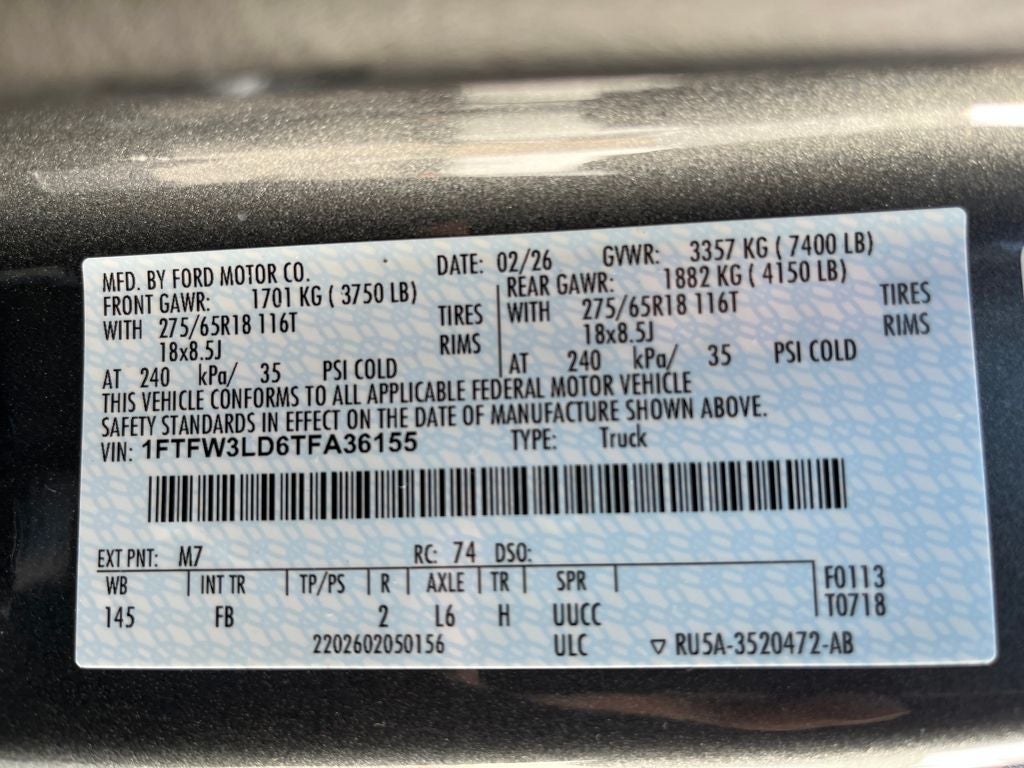 MFD. BY FORD MOTOR CO. DATE: 02/26 GVWR: 3357 KG ( 7400 LB)
FRONT GAWR: 1701 KG ( 3750 LB) REAR GAWR: 1882 KG ( 4150 LB)
WITH 275/65R18 116T TIRES WITH 275/65R18 116T TIRES
18x8.5J RIMS 18x8.5J RIMS
AT 240 kPa/ 35 PSI COLD AT 240 kPa/ 35 PSI COLD
THIS VEHICLE CONFORMS TO ALL APPLICABLE FEDERAL MOTOR VEHICLE
SAFETY STANDARDS IN EFFECT ON THE DATE OF MANUFACTURE SHOWN ABOVE.
VIN: 1FTFW3LD6TFA36155 TYPE: Truck
EXT PNT: M7 RC: 74 DSO:
WB INT TR TP/PS R AXLE TR SPR F0113
145 FB 2 L6 H UUCC T0718
2202602050156 ULC ▽ RU5A-3520472-AB